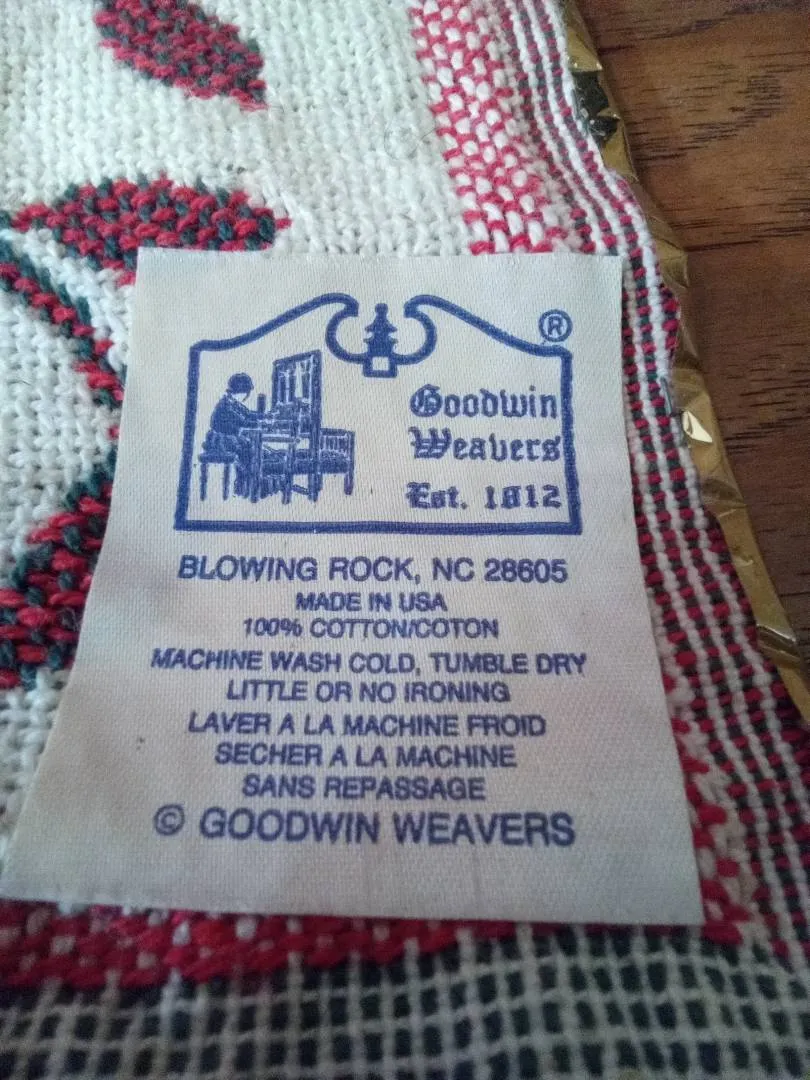 ®
Goodwin
Weavers
Est. 1812
BLOWING ROCK, NC 28605
MADE IN USA
100% COTTON/COTON
MACHINE WASH COLD, TUMBLE DRY
LITTLE OR NO IRONING
LAVER A LA MACHINE FROID
SECHER A LA MACHINE
SANS REPASSAGE
© GOODWIN WEAVERS